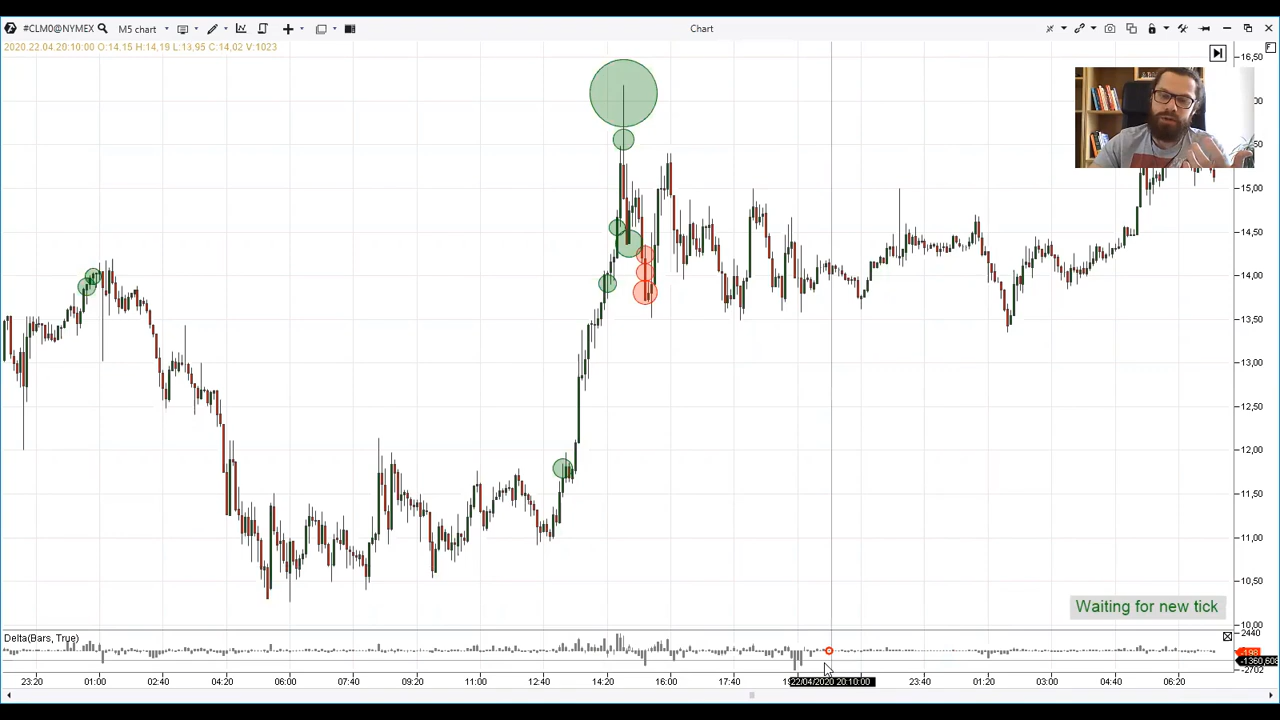 #CLM0@NYMEX M5 chart Chart
2020.22.04.20:10:00 O:14,15 H:14,19 L:13,95 C:14,02 V:1023
F
16,50
15,00
14,50
14,00
13,50
13,00
12,50
12,00
11,50
11,00
10,50
10,00
Waiting for new tick
Delta(Bars, True)
2440
-198
-1360,608
23:20 01:00 02:40 04:20 06:00 07:40 09:20 11:00 12:40 14:20 16:00 17:40 22/04/2020 20:10:00 23:40 01:20 03:00 04:40 06:20